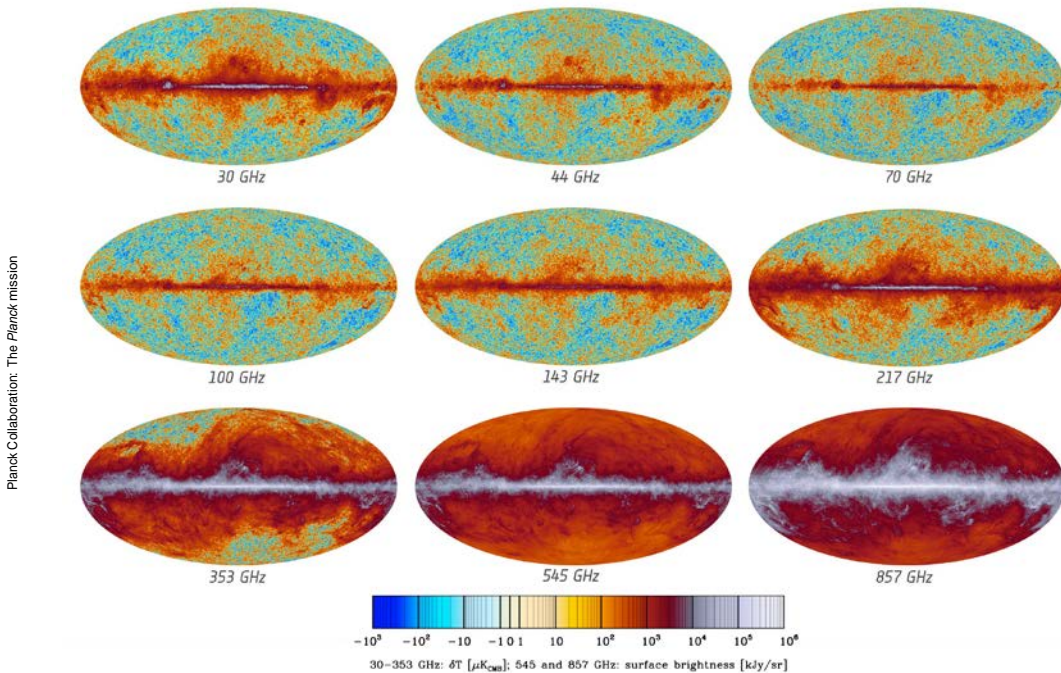 Planck Collaboration: The Planck mission
30 GHz
44 GHz
70 GHz
100 GHz
143 GHz
217 GHz
353 GHz
545 GHz
857 GHz
−10³ −10² −10 −1 0 1 10 10² 10³ 10⁴ 10⁵ 10⁶
30−353 GHz: δT [μK_CMB]; 545 and 857 GHz: surface brightness [kJy/sr]